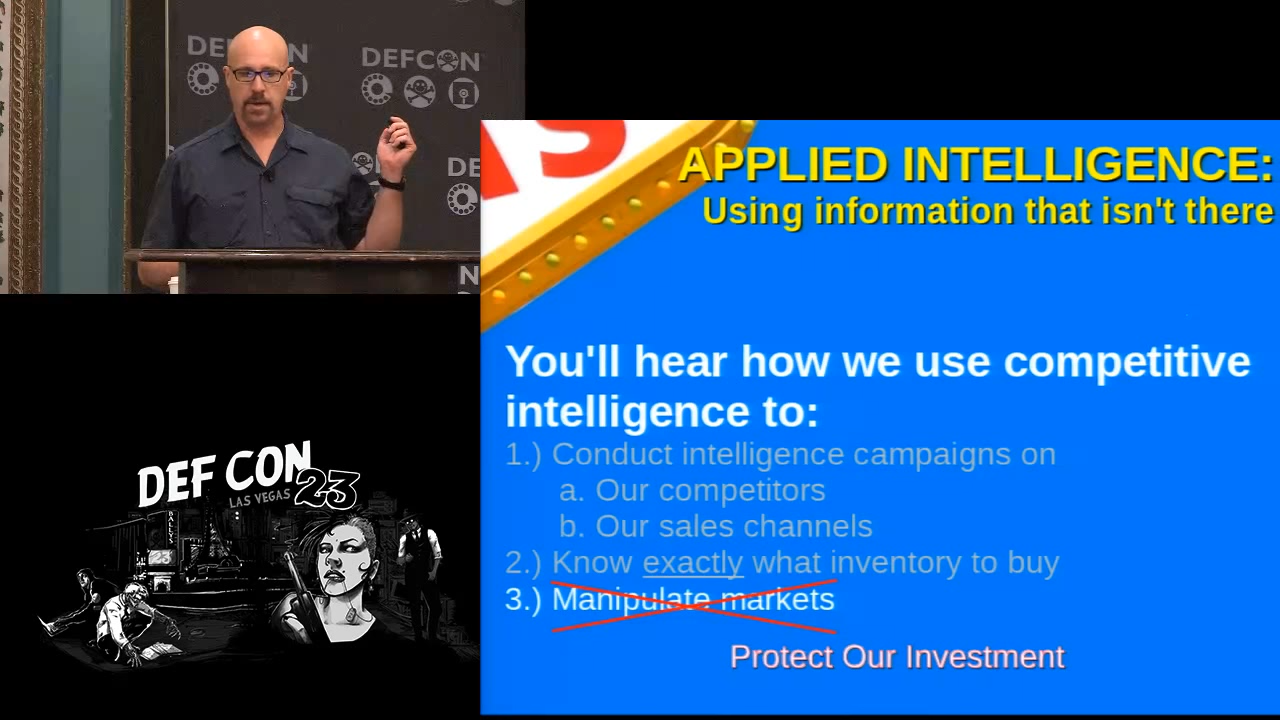 DEFCON
DEFCON
DE
N
AS
APPLIED INTELLIGENCE:
Using information that isn't there
You'll hear how we use competitive
intelligence to:
1.) Conduct intelligence campaigns on
a. Our competitors
b. Our sales channels
2.) Know exactly what inventory to buy
3.) Manipulate markets
Protect Our Investment
DEF CON
LAS VEGAS 23
BALLYS